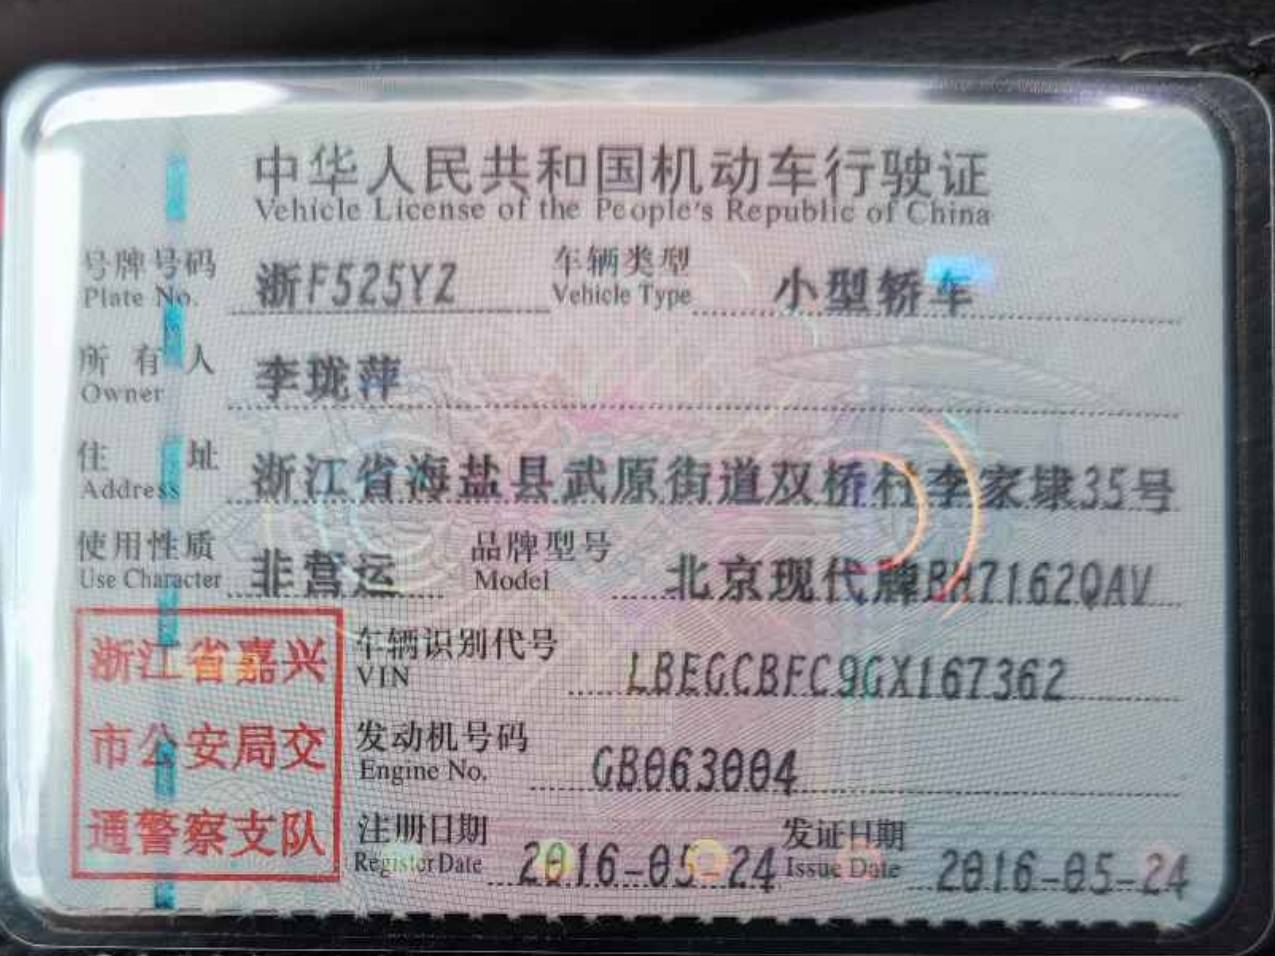 中华人民共和国机动车行驶证
Vehicle License of the People's Republic of China
号牌号码 浙F525YZ 车辆类型 小型轿车
Plate No. Vehicle Type
所有人 李珑萍
Owner
住址 浙江省海盐县武原街道双桥村李家埭35号
Address
使用性质 非营运 品牌型号 北京现代牌BH7162QAV
Use Character Model
浙江省嘉兴
市公安局交
通警察支队
车辆识别代号 LBEGCBFC9GX167362
VIN
发动机号码 GB063004
Engine No.
注册日期 2016-05-24 发证日期 2016-05-24
Register Date Issue Date